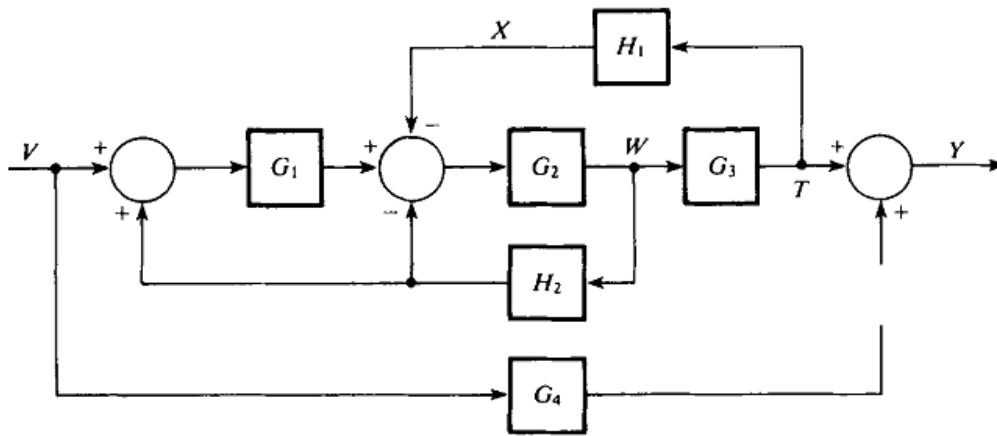 X
H₁
−
V
+
G₁
+
G₂
W
G₃
T
+
Y
+
−
H₂
+
G₄